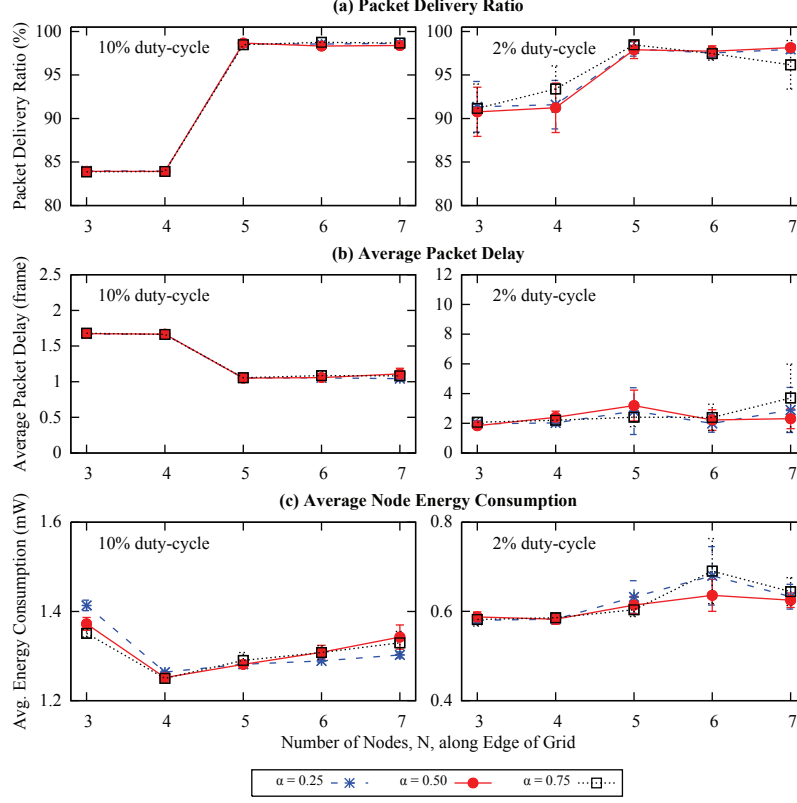 (a) Packet Delivery Ratio
Packet Delivery Ratio (%)
100
95
90
85
80
10% duty-cycle
3 4 5 6 7
100
95
90
85
80
2% duty-cycle
3 4 5 6 7
(b) Average Packet Delay
Average Packet Delay (frame)
2.5
2
1.5
1
0.5
0
10% duty-cycle
3 4 5 6 7
12
10
8
6
4
2
0
2% duty-cycle
3 4 5 6 7
(c) Average Node Energy Consumption
Avg. Energy Consumption (mW)
1.6
1.4
1.2
10% duty-cycle
3 4 5 6 7
0.8
0.6
0.4
2% duty-cycle
3 4 5 6 7
Number of Nodes, N, along Edge of Grid
α = 0.25 α = 0.50 α = 0.75